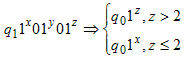 q₁1ˣ01ʸ01ᶻ ⇒ { q₀1ᶻ, z > 2
q₀1ˣ, z ≤ 2